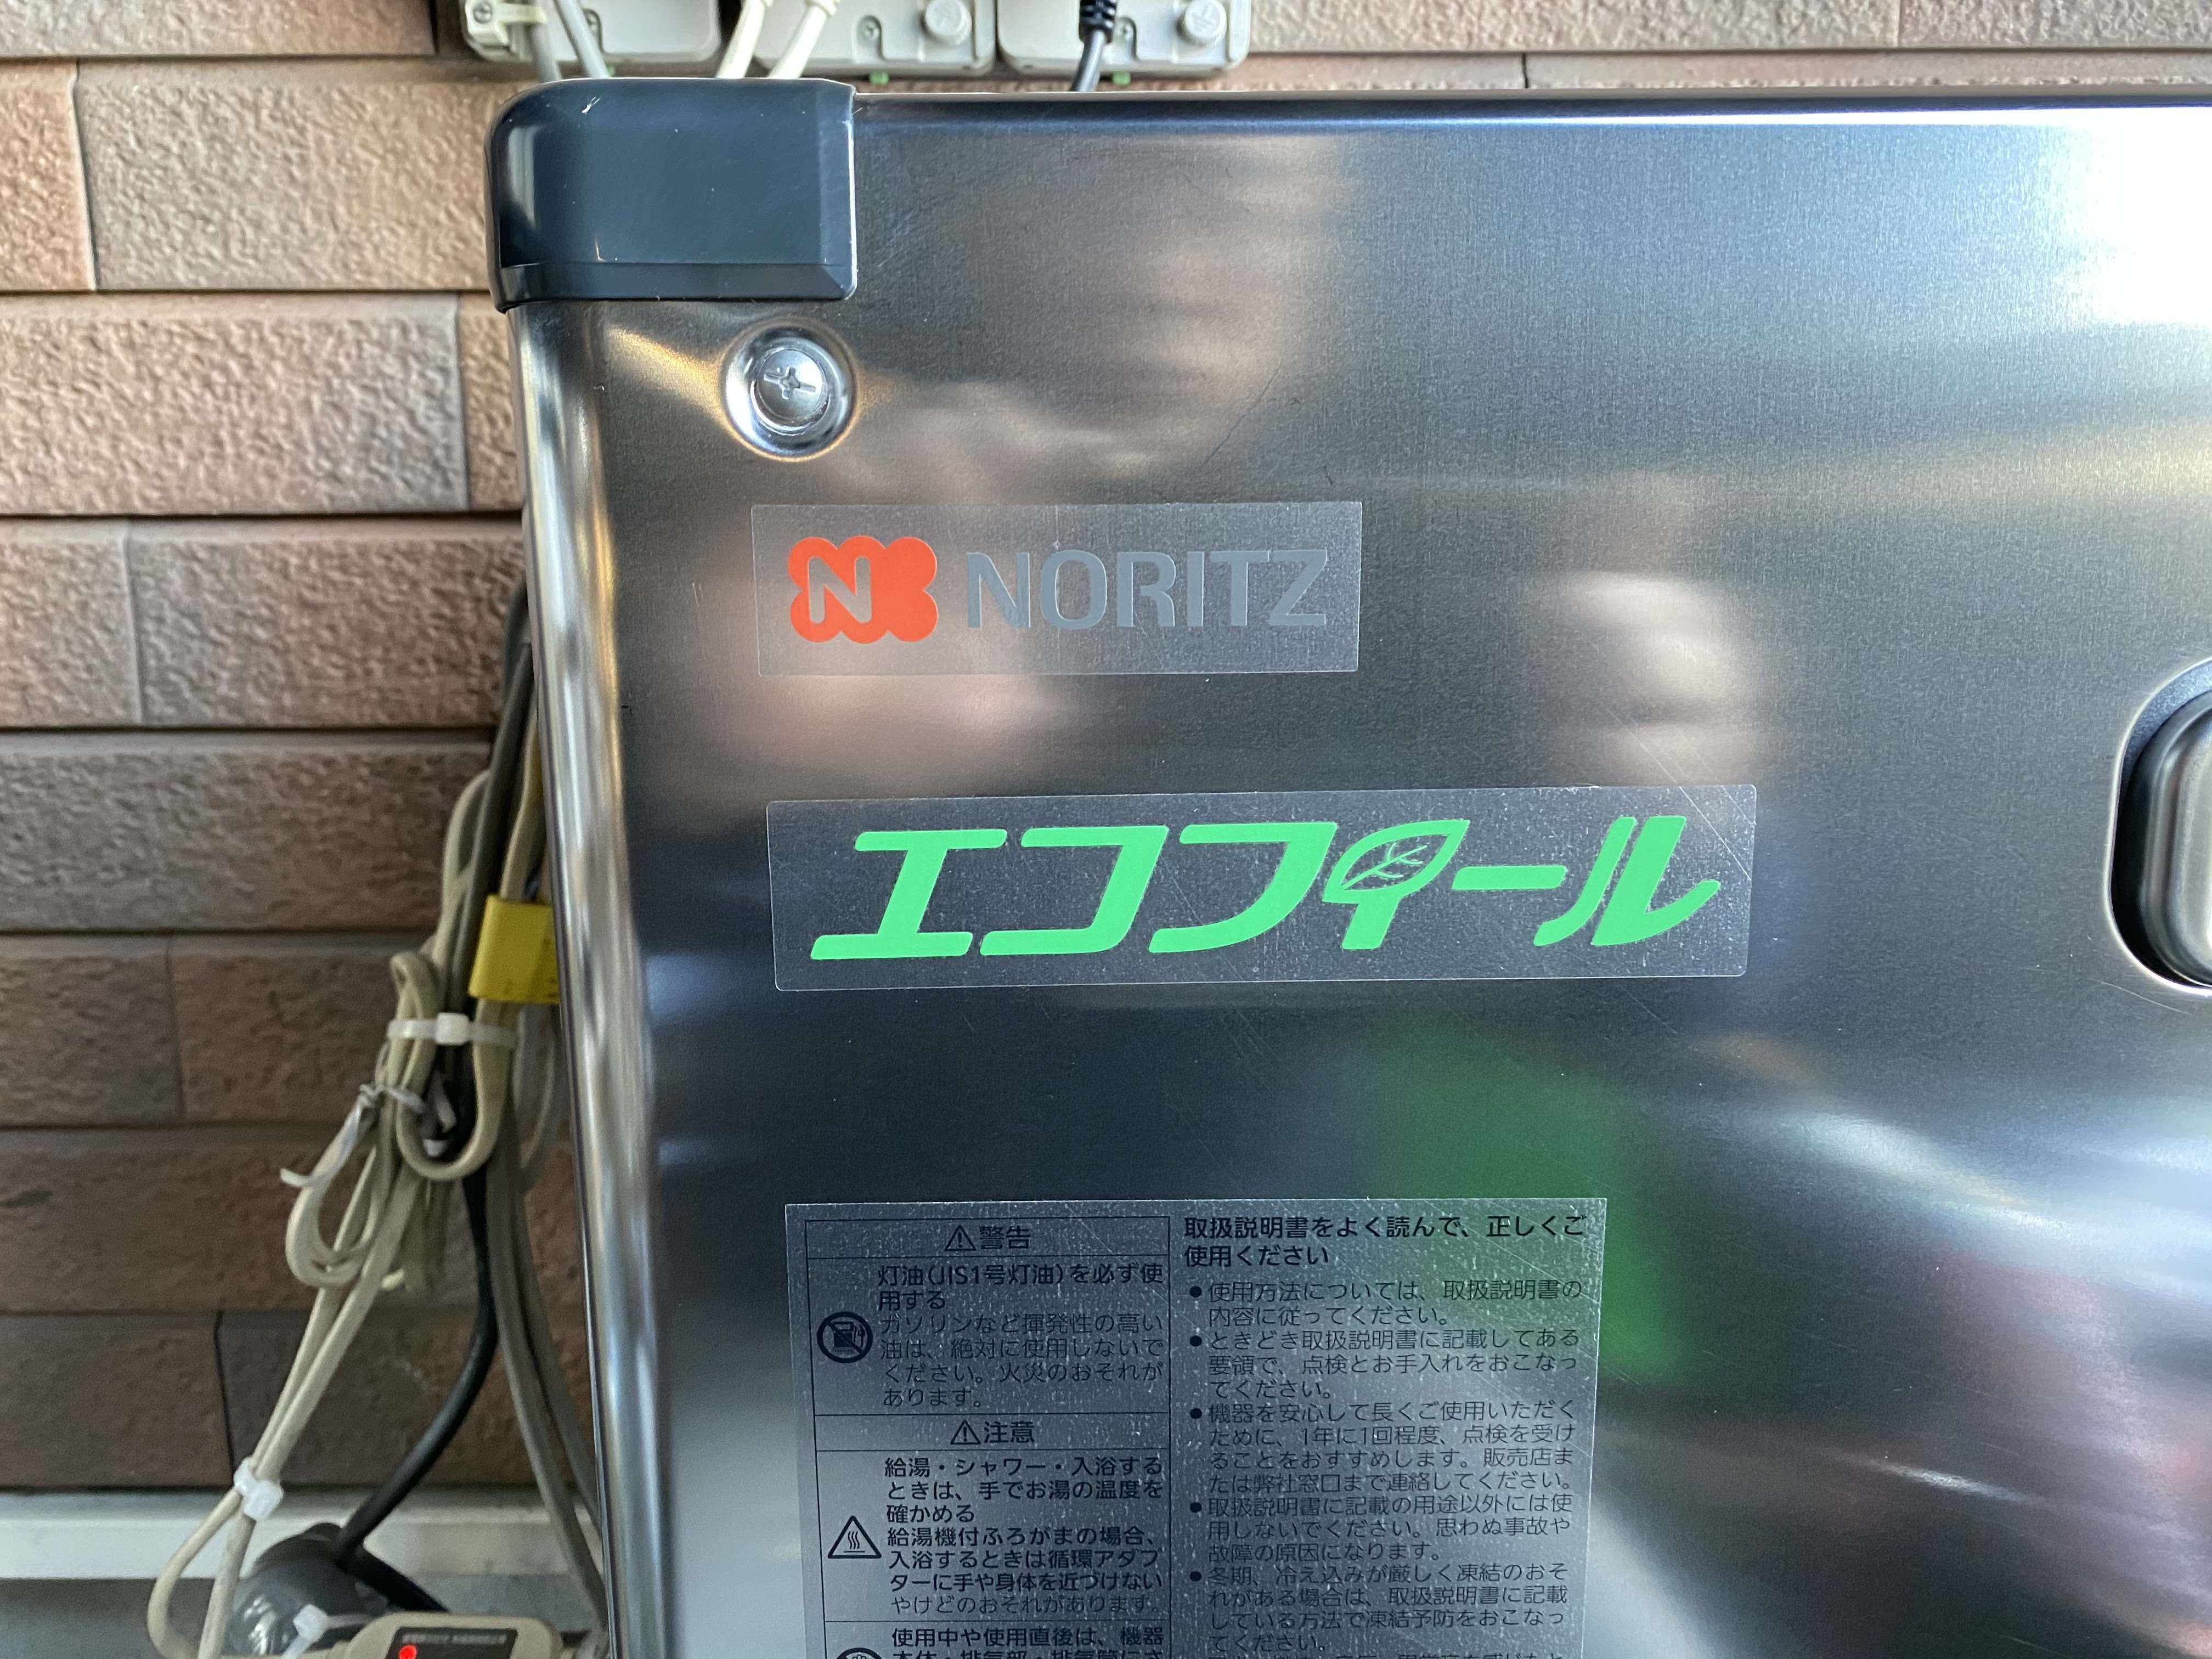 N NORITZ
エコフィール
警告
灯油(JIS1号灯油)を必ず使
用する
ガソリンなど揮発性の高い
油は、絶対に使用しないで
ください。火災のおそれが
あります。
注意
給湯・シャワー・入浴する
ときは、手でお湯の温度を
確かめる
給湯機付ふろがまの場合、
入浴するときは循環アダプ
ターに手や身体を近づけない
やけどのおそれがあります。
使用中や使用直後は、機器
本体・排気部・排気筒にさ
取扱説明書をよく読んで、正しくご
使用ください
●使用方法については、取扱説明書の
内容に従ってください。
●ときどき取扱説明書に記載してある
要領で、点検とお手入れをおこなっ
てください。
●機器を安心して長くご使用いただく
ために、1年に1回程度、点検を受け
ることをおすすめします。販売店ま
たは弊社窓口まで連絡してください。
●取扱説明書に記載の用途以外には使
用しないでください。思わぬ事故や
故障の原因になります。
●冬期、冷え込みが厳しく凍結のおそ
れがある場合は、取扱説明書に記載
している方法で凍結予防をおこなっ
てください。